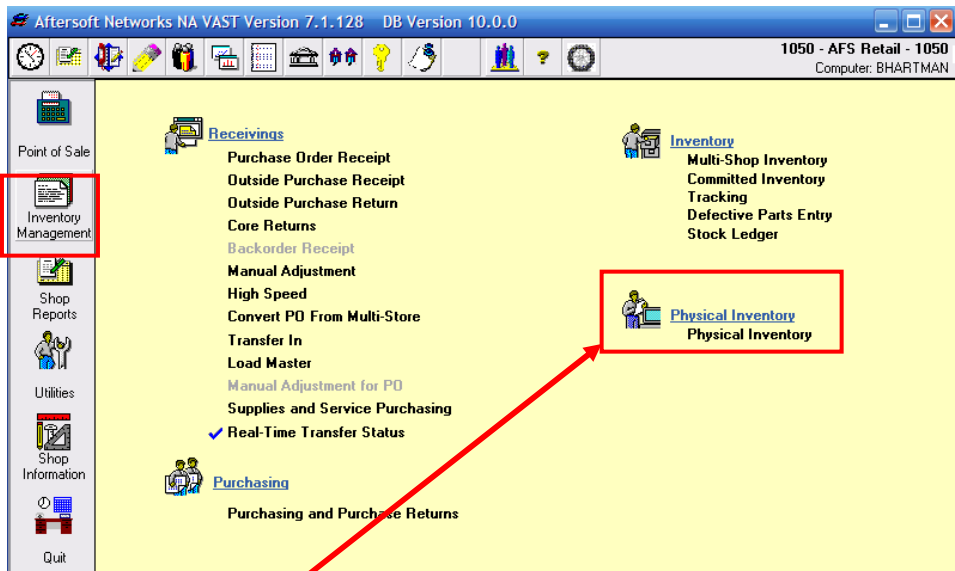 Aftersoft Networks NA VAST Version 7.1.128 DB Version 10.0.0
1050 - AFS Retail - 1050
Computer: BHARTMAN
Point of Sale
Inventory
Management
Shop
Reports
Utilities
Shop
Information
Quit
Receivings
Purchase Order Receipt
Outside Purchase Receipt
Outside Purchase Return
Core Returns
Backorder Receipt
Manual Adjustment
High Speed
Convert PO From Multi-Store
Transfer In
Load Master
Manual Adjustment for PO
Supplies and Service Purchasing
Real-Time Transfer Status
Purchasing
Purchasing and Purchase Returns
Inventory
Multi-Shop Inventory
Committed Inventory
Tracking
Defective Parts Entry
Stock Ledger
Physical Inventory
Physical Inventory